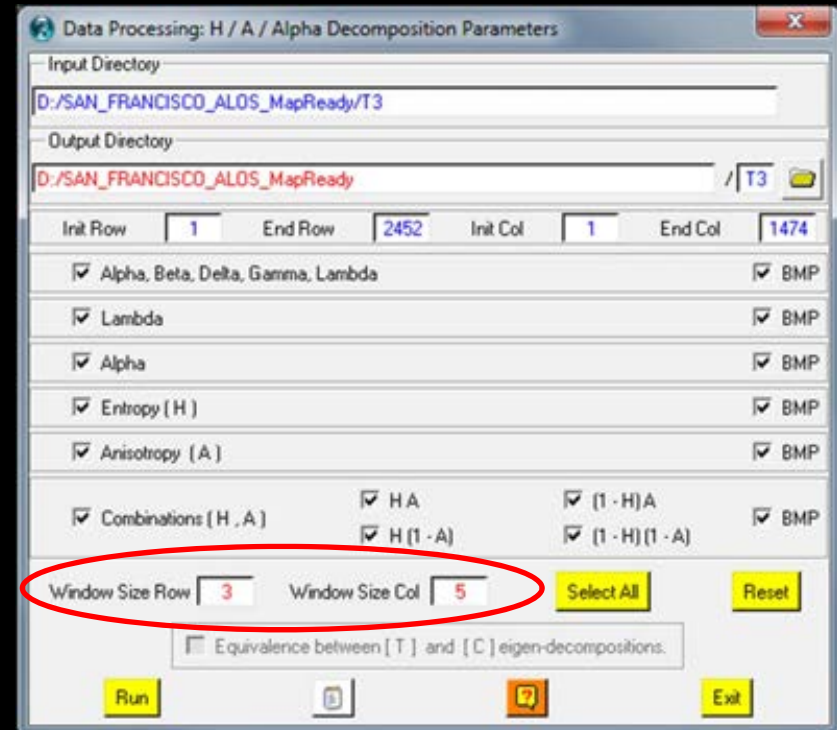 Data Processing: H / A / Alpha Decomposition Parameters
Input Directory
D:/SAN_FRANCISCO_ALOS_MapReady/T3
Output Directory
D:/SAN_FRANCISCO_ALOS_MapReady / T3
Init Row 1 End Row 2452 Init Col 1 End Col 1474
Alpha, Beta, Delta, Gamma, Lambda BMP
Lambda BMP
Alpha BMP
Entropy ( H ) BMP
Anisotropy ( A ) BMP
H A (1 - H) A
Combinations ( H , A ) BMP
H (1 - A) (1 - H) (1 - A)
Window Size Row 3 Window Size Col 5 Select All Reset
Equivalence between [ T ] and [ C ] eigen-decompositions.
Run ? Exit